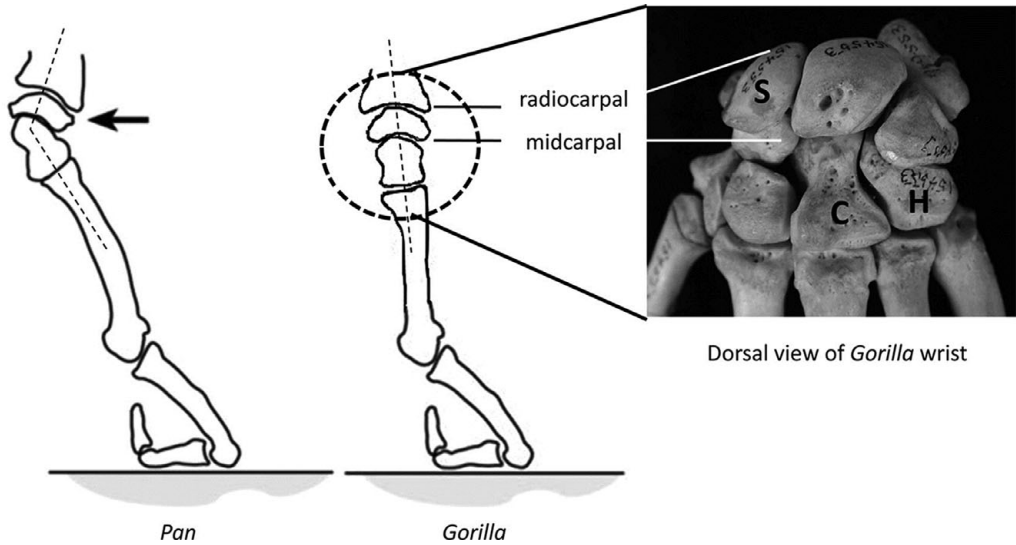 radiocarpal
midcarpal
S
C
H
Dorsal view of Gorilla wrist
Pan
Gorilla